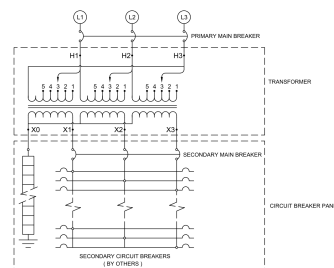 L1 L2 L3
PRIMARY MAIN BREAKER
H1 H2 H3
TRANSFORMER
5 4 3 2 1 5 4 3 2 1 5 4 3 2 1
X0 X1 X2 X3
SECONDARY MAIN BREAKER
CIRCUIT BREAKER PAN
SECONDARY CIRCUIT BREAKERS
( BY OTHERS )